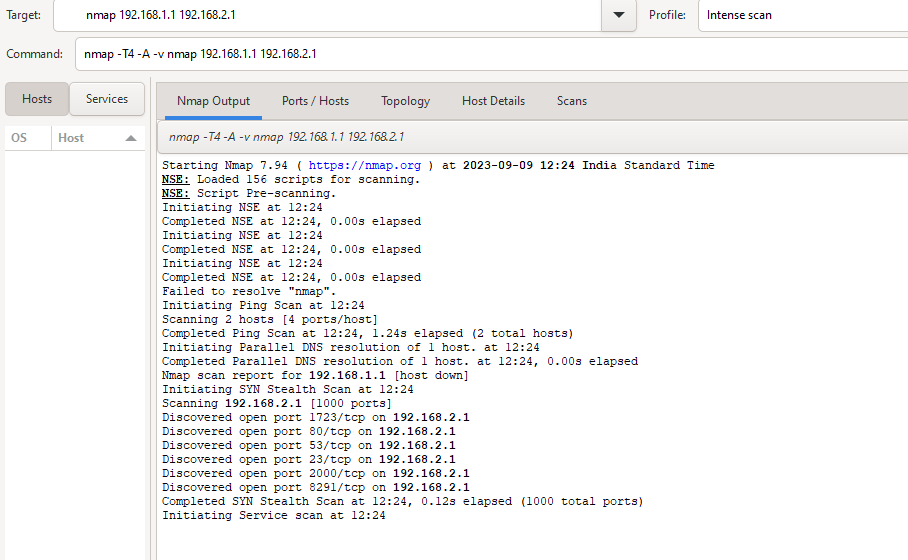 Target: nmap 192.168.1.1 192.168.2.1 Profile: Intense scan
Command: nmap -T4 -A -v nmap 192.168.1.1 192.168.2.1
Hosts Services Nmap Output Ports / Hosts Topology Host Details Scans
OS Host nmap -T4 -A -v nmap 192.168.1.1 192.168.2.1
Starting Nmap 7.94 ( https://nmap.org ) at 2023-09-09 12:24 India Standard Time
NSE: Loaded 156 scripts for scanning.
NSE: Script Pre-scanning.
Initiating NSE at 12:24
Completed NSE at 12:24, 0.00s elapsed
Initiating NSE at 12:24
Completed NSE at 12:24, 0.00s elapsed
Initiating NSE at 12:24
Completed NSE at 12:24, 0.00s elapsed
Failed to resolve "nmap".
Initiating Ping Scan at 12:24
Scanning 2 hosts [4 ports/host]
Completed Ping Scan at 12:24, 1.24s elapsed (2 total hosts)
Initiating Parallel DNS resolution of 1 host. at 12:24
Completed Parallel DNS resolution of 1 host. at 12:24, 0.00s elapsed
Nmap scan report for 192.168.1.1 [host down]
Initiating SYN Stealth Scan at 12:24
Scanning 192.168.2.1 [1000 ports]
Discovered open port 1723/tcp on 192.168.2.1
Discovered open port 80/tcp on 192.168.2.1
Discovered open port 53/tcp on 192.168.2.1
Discovered open port 23/tcp on 192.168.2.1
Discovered open port 2000/tcp on 192.168.2.1
Discovered open port 8291/tcp on 192.168.2.1
Completed SYN Stealth Scan at 12:24, 0.12s elapsed (1000 total ports)
Initiating Service scan at 12:24